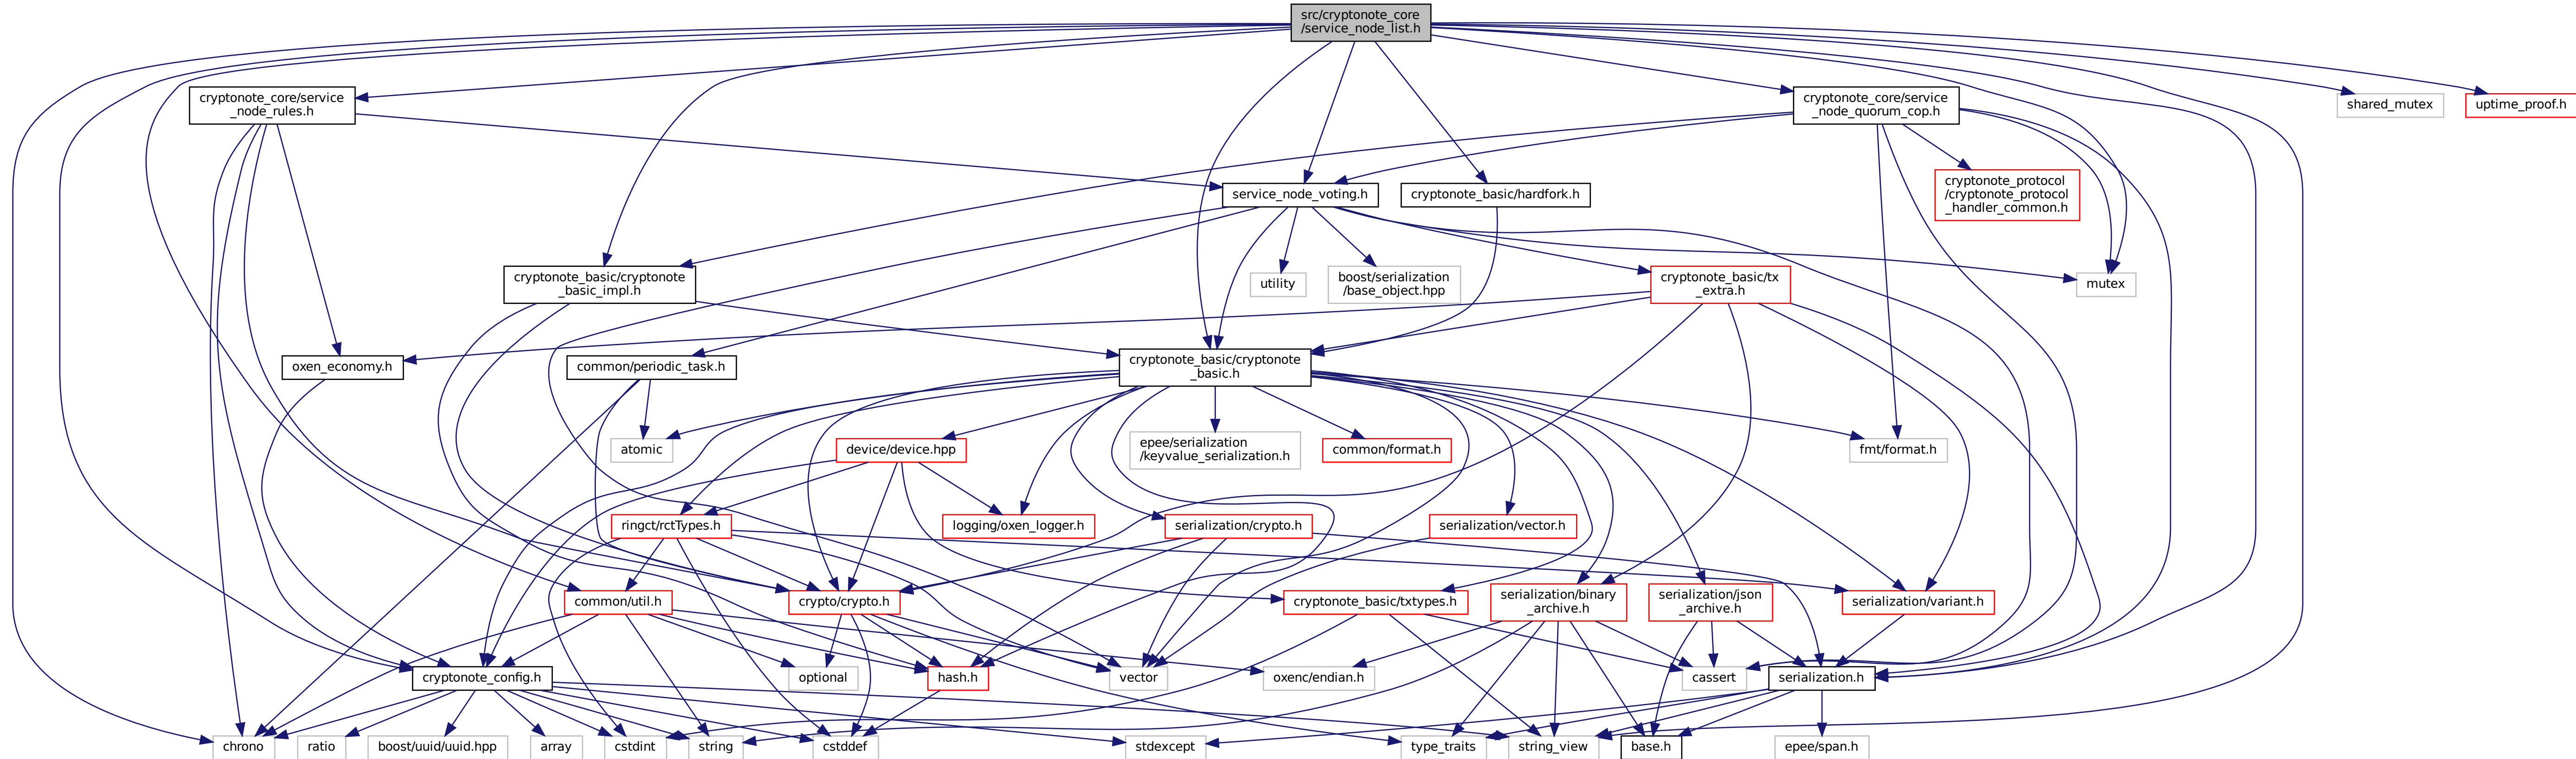 src/cryptonote_core
/service_node_list.h
cryptonote_core/service
_node_rules.h
cryptonote_core/service
_node_quorum_cop.h
shared_mutex
uptime_proof.h
service_node_voting.h
cryptonote_basic/hardfork.h
cryptonote_protocol
/cryptonote_protocol
_handler_common.h
cryptonote_basic/cryptonote
_basic_impl.h
utility
boost/serialization
/base_object.hpp
cryptonote_basic/tx
_extra.h
mutex
oxen_economy.h
common/periodic_task.h
cryptonote_basic/cryptonote
_basic.h
atomic
device/device.hpp
epee/serialization
/keyvalue_serialization.h
common/format.h
fmt/format.h
ringct/rctTypes.h
logging/oxen_logger.h
serialization/crypto.h
serialization/vector.h
common/util.h
crypto/crypto.h
cryptonote_basic/txtypes.h
serialization/binary
_archive.h
serialization/json
_archive.h
serialization/variant.h
cryptonote_config.h
optional
hash.h
vector
oxenc/endian.h
cassert
serialization.h
chrono
ratio
boost/uuid/uuid.hpp
array
cstdint
string
cstddef
stdexcept
type_traits
string_view
base.h
epee/span.h